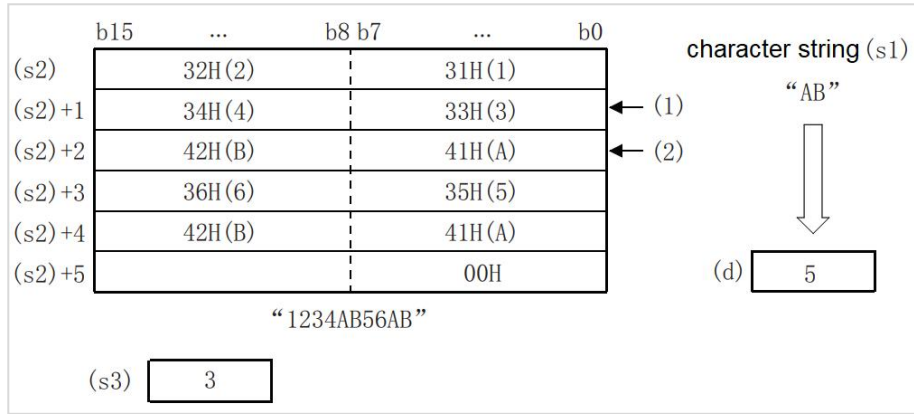 b15 ... b8 b7 ... b0
character string (s1)
(s2) 32H(2) 31H(1)
“AB”
(s2)+1 34H(4) 33H(3) (1)
(s2)+2 42H(B) 41H(A) (2)
(s2)+3 36H(6) 35H(5)
(s2)+4 42H(B) 41H(A)
(s2)+5 00H
(d) 5
“1234AB56AB”
(s3) 3